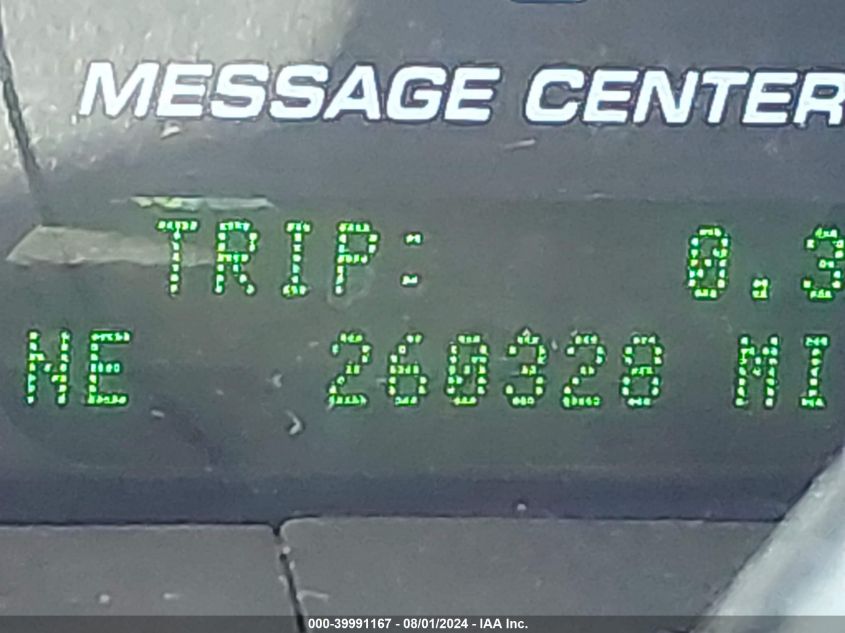 MESSAGE CENTER
TRIP: 0.3
NE 260328 MI
000-39991167 - 08/01/2024 - IAA Inc.